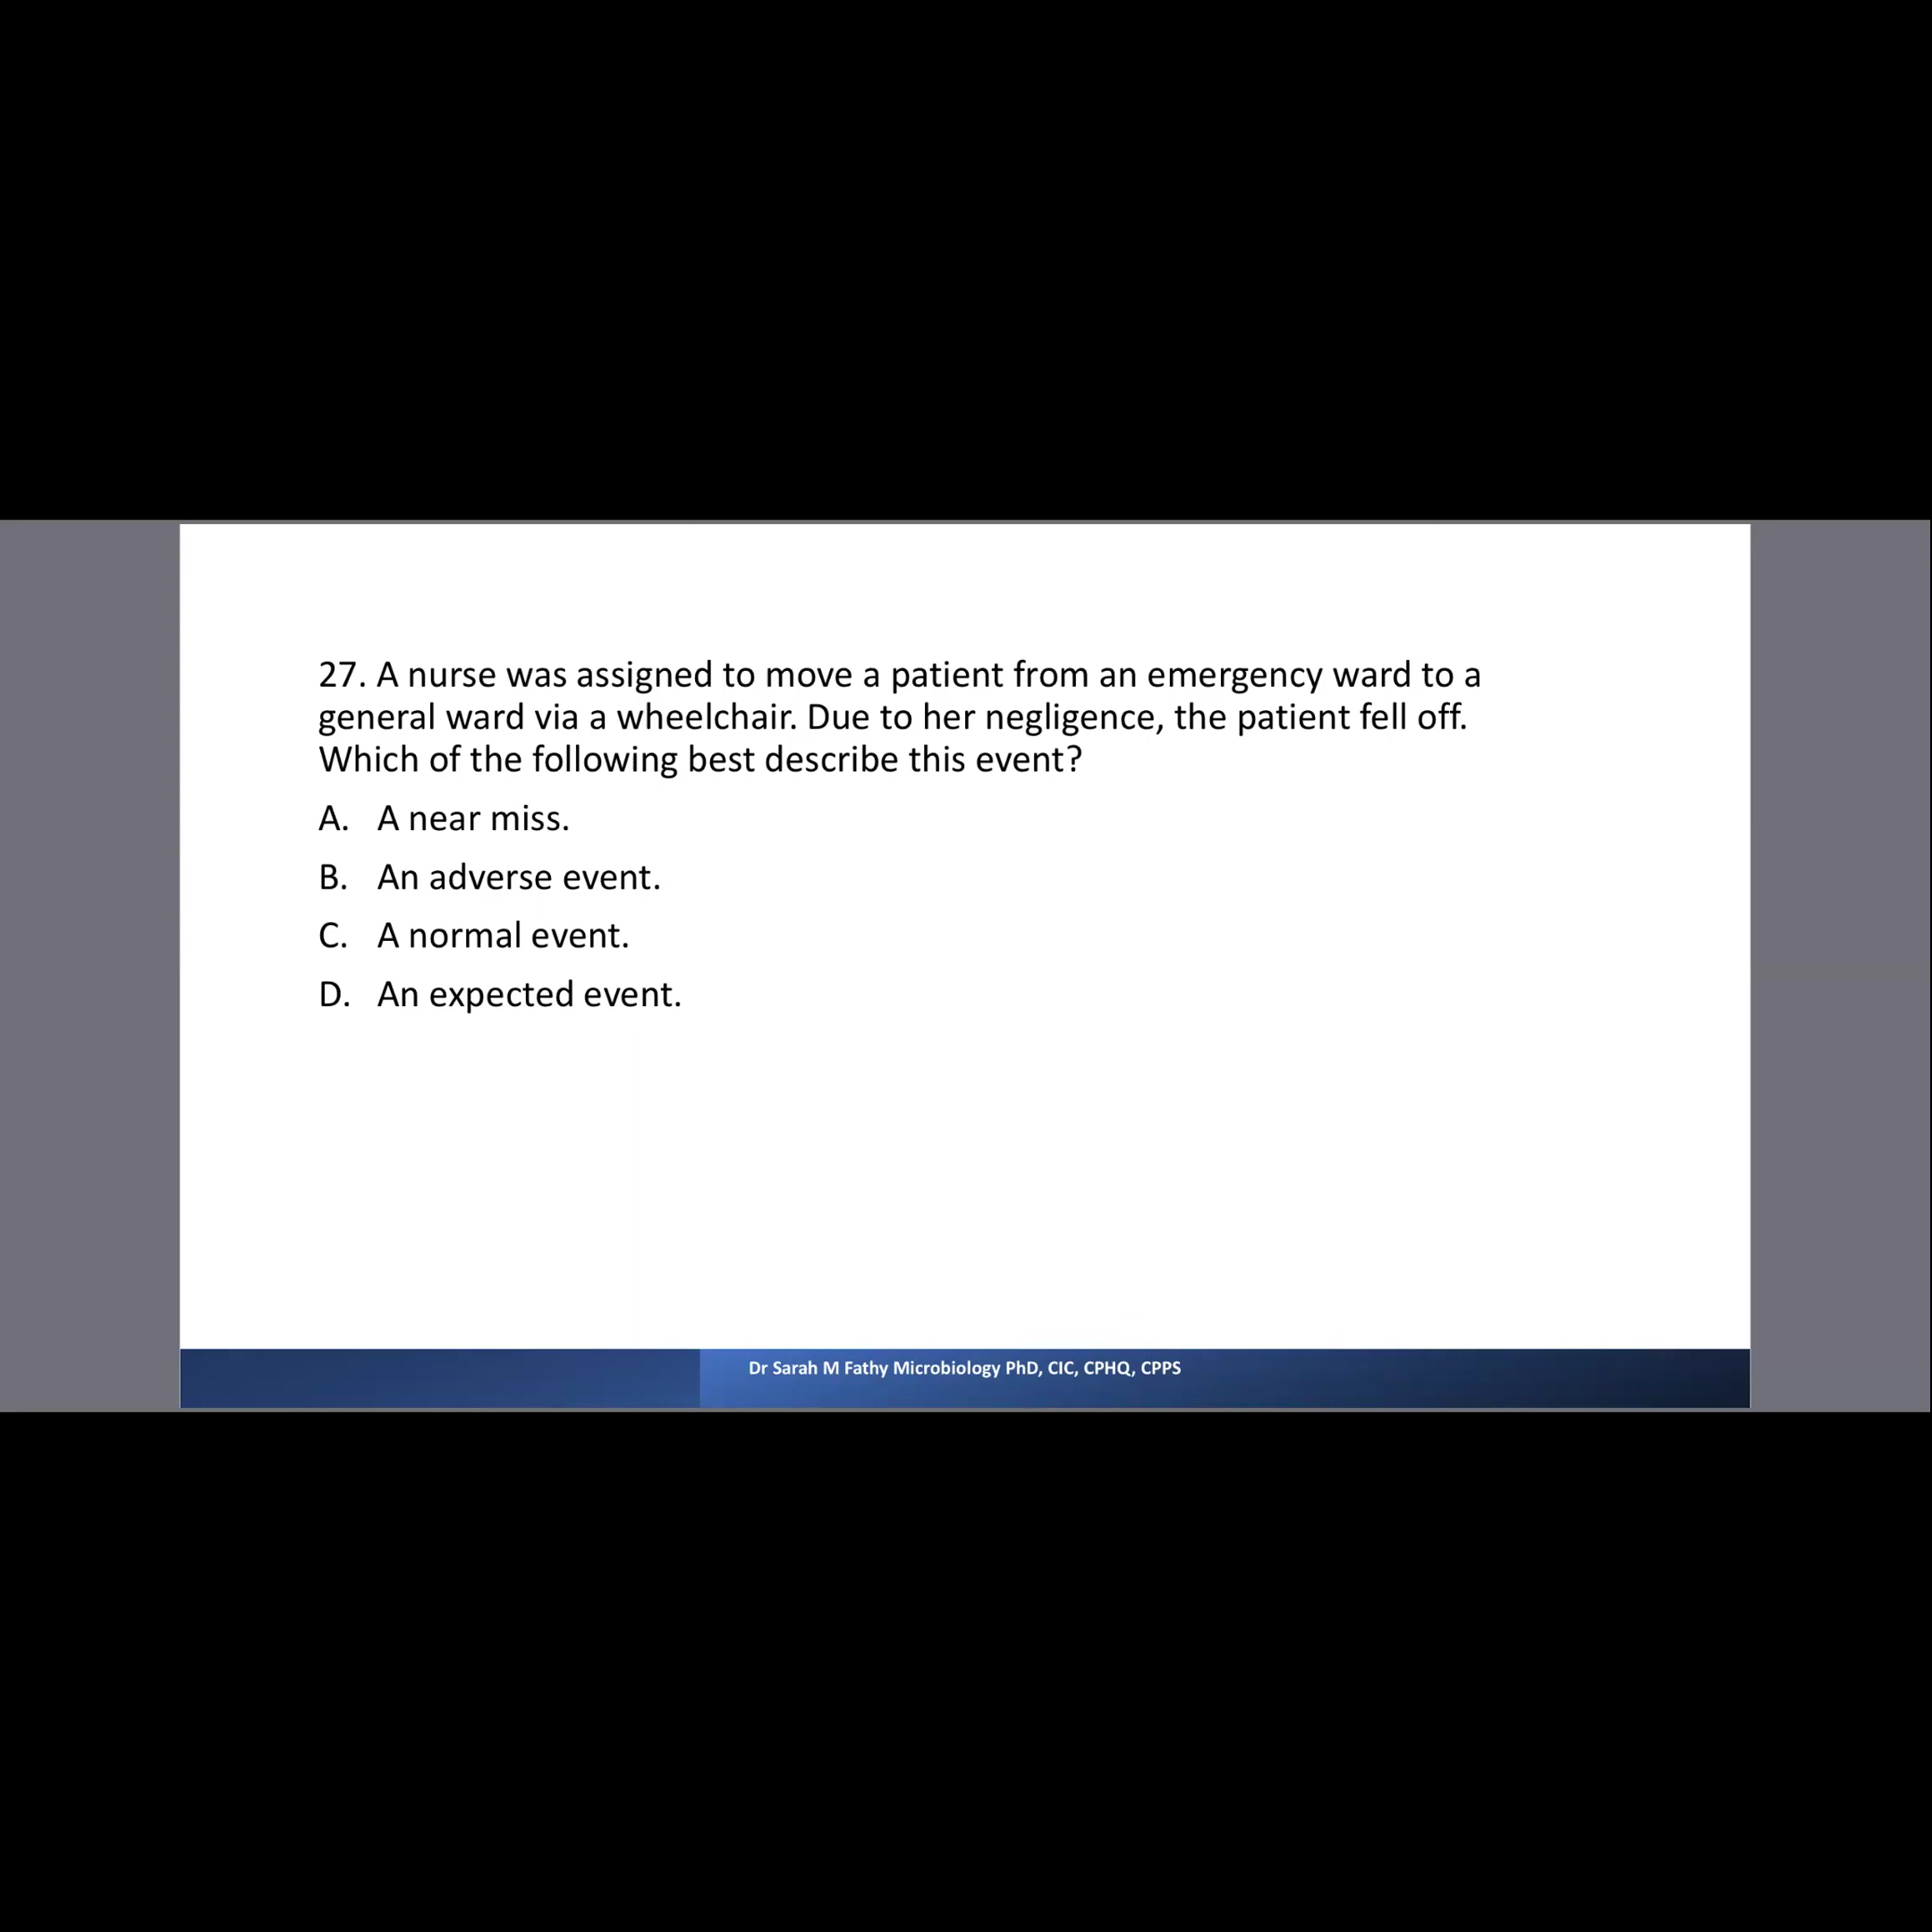 27. A nurse was assigned to move a patient from an emergency ward to a
general ward via a wheelchair. Due to her negligence, the patient fell off.
Which of the following best describe this event?
A. A near miss.
B. An adverse event.
C. A normal event.
D. An expected event.
Dr Sarah M Fathy Microbiology PhD, CIC, CPHQ, CPPS